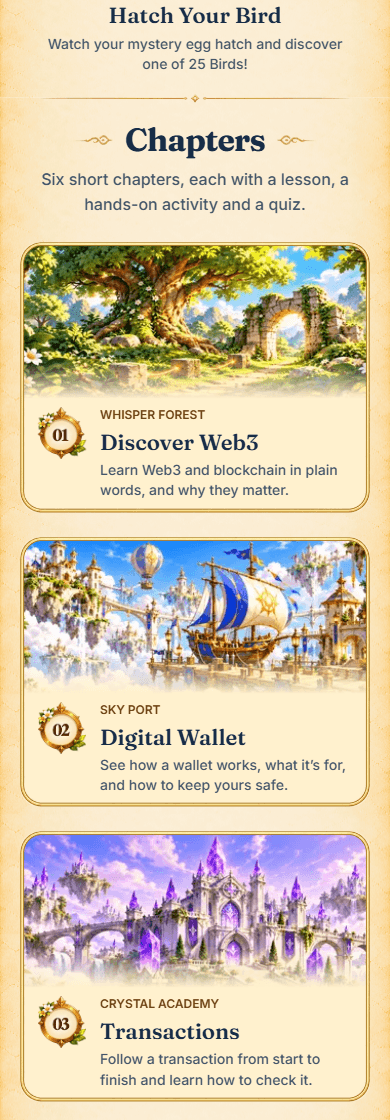 Hatch Your Bird
Watch your mystery egg hatch and discover
one of 25 Birds!
Chapters
Six short chapters, each with a lesson, a
hands-on activity and a quiz.
01
WHISPER FOREST
Discover Web3
Learn Web3 and blockchain in plain
words, and why they matter.
02
SKY PORT
Digital Wallet
See how a wallet works, what it’s for,
and how to keep yours safe.
03
CRYSTAL ACADEMY
Transactions
Follow a transaction from start to
finish and learn how to check it.